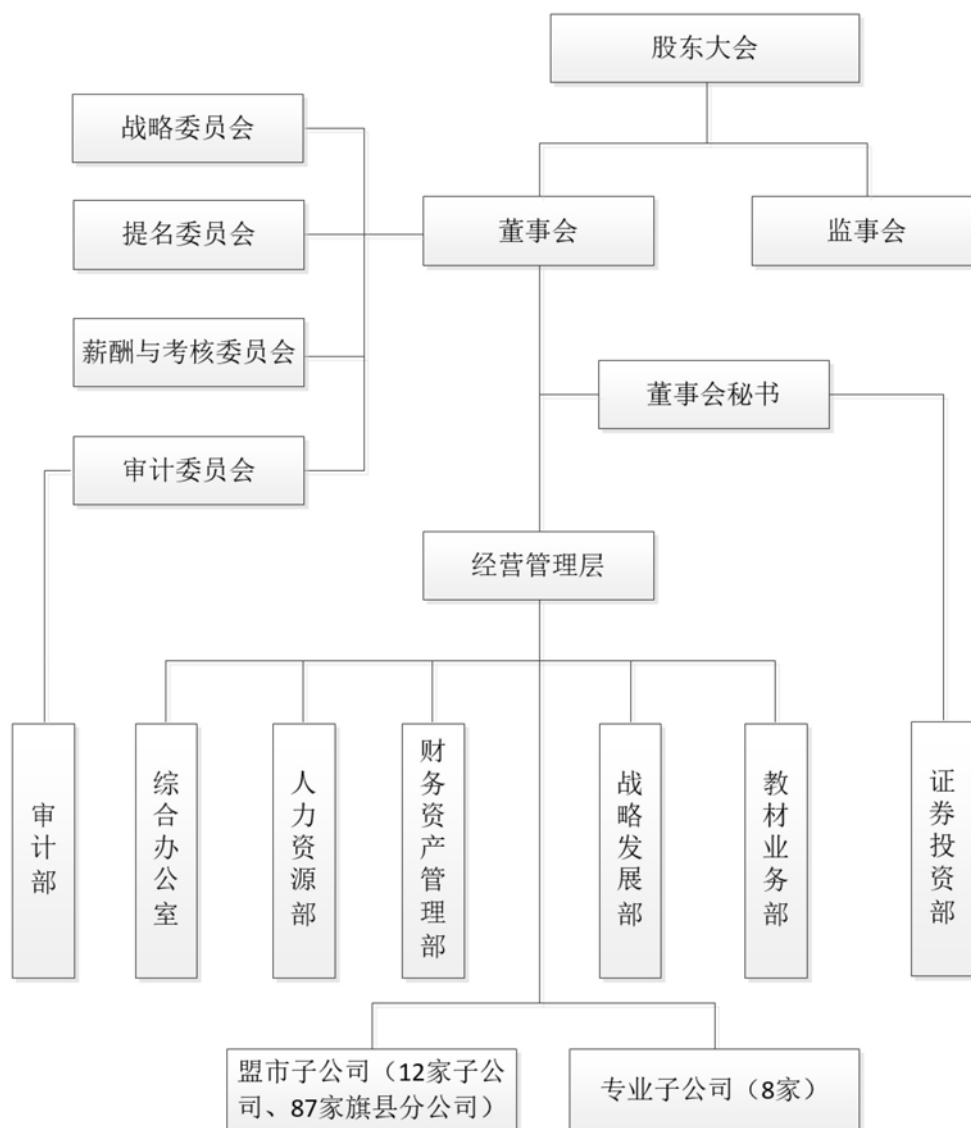 股东大会
战略委员会
提名委员会
董事会
监事会
薪酬与考核委员会
董事会秘书
审计委员会
经营管理层
审计部
综合办公室
人力资源部
财务资产管理部
战略发展部
教材业务部
证券投资部
盟市子公司（12家子公
司、87家旗县分公司）
专业子公司（8家）